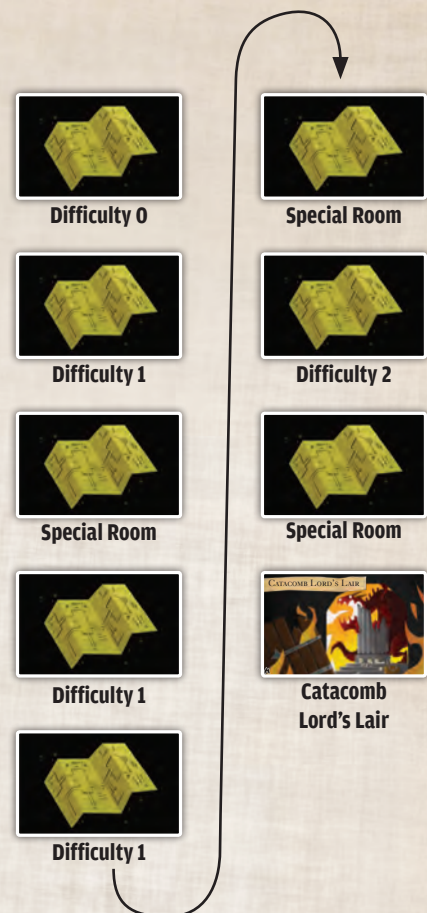 Difficulty 0
Difficulty 1
Special Room
Difficulty 1
Difficulty 1
Special Room
Difficulty 2
Special Room
Catacomb Lord's Lair
Catacomb
Lord's Lair